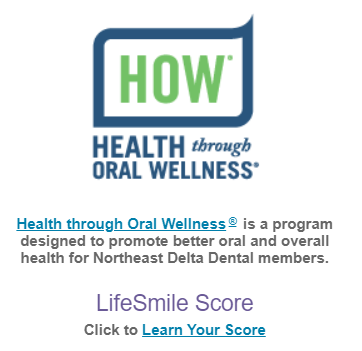 HOW®
HEALTH through
ORAL WELLNESS®
Health through Oral Wellness® is a program
designed to promote better oral and overall
health for Northeast Delta Dental members.
LifeSmile Score
Click to Learn Your Score